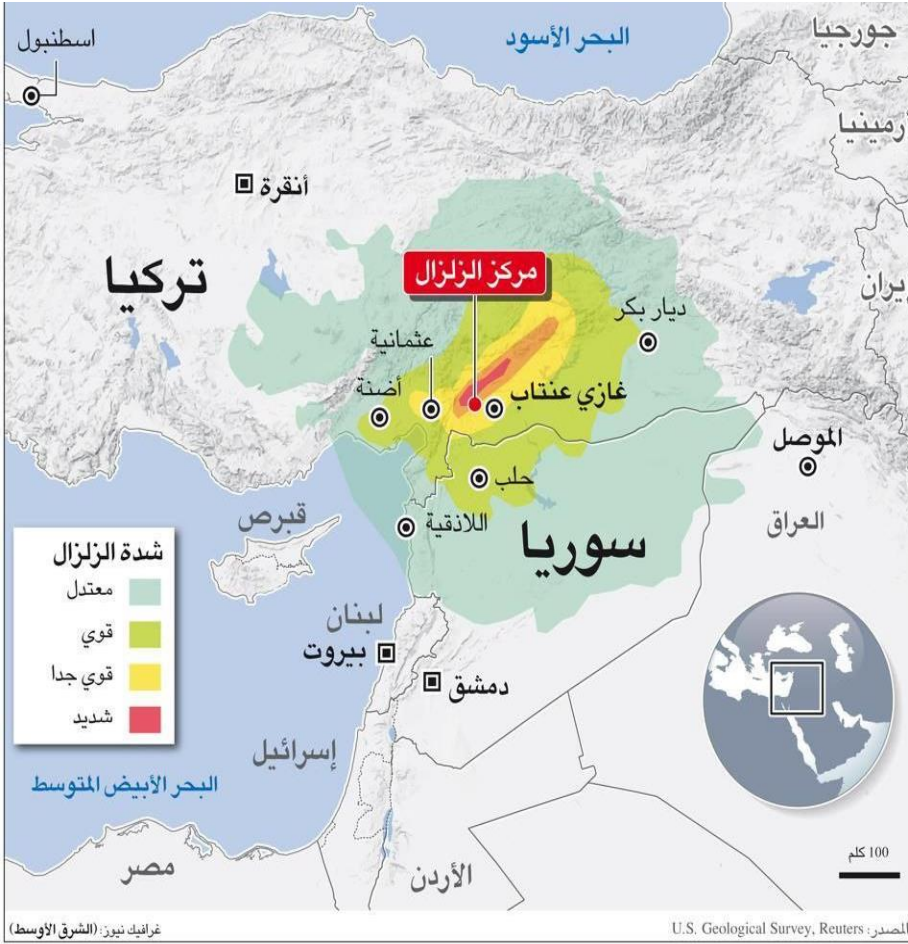 اسطنبول
البحر الأسود
جورجيا
أرمينيا
أنقرة
تركيا
مركز الزلزال
إيران
ديار بكر
عثمانية
أضنة
غازي عنتاب
الموصل
حلب
قبرص
اللاذقية
سوريا
العراق
شدة الزلزال
معتدل
قوي
قوي جدا
شديد
لبنان
بيروت
دمشق
إسرائيل
البحر الأبيض المتوسط
مصر
الأردن
100 كلم
المصدر: U.S. Geological Survey, Reuters
غرافيك نيوز: (الشرق الأوسط)